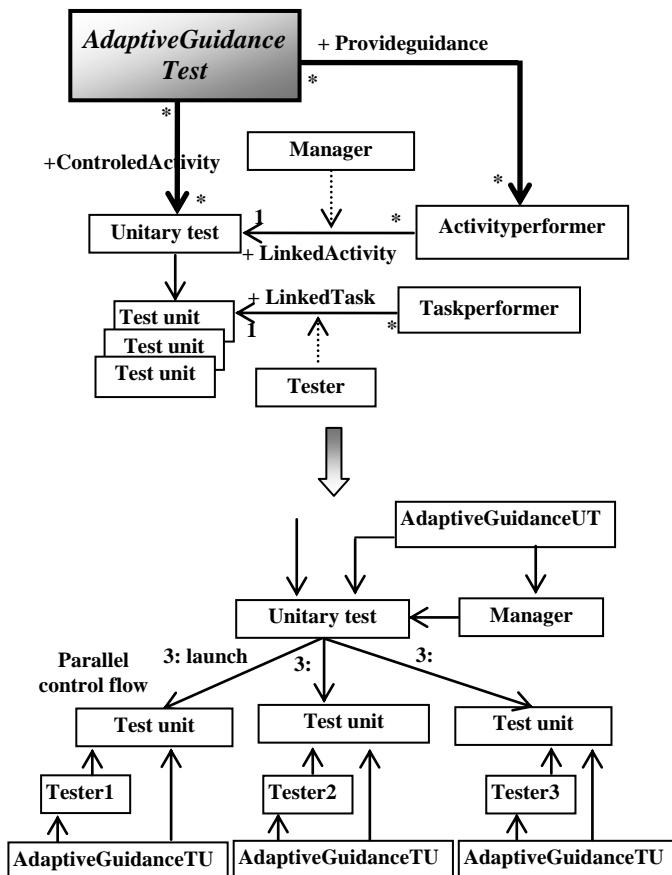 AdaptiveGuidance
Test
+ Provideguidance
*
*
+ControledActivity
Manager
*
*
1
*
Unitary test
Activityperformer
+ LinkedActivity
+ LinkedTask
Taskperformer
Test unit
1
*
Test unit
Test unit
Tester
AdaptiveGuidanceUT
Unitary test
Manager
3: launch
3:
3:
Parallel
control flow
Test unit
Test unit
Test unit
Tester1
Tester2
Tester3
AdaptiveGuidanceTU
AdaptiveGuidanceTU
AdaptiveGuidanceTU